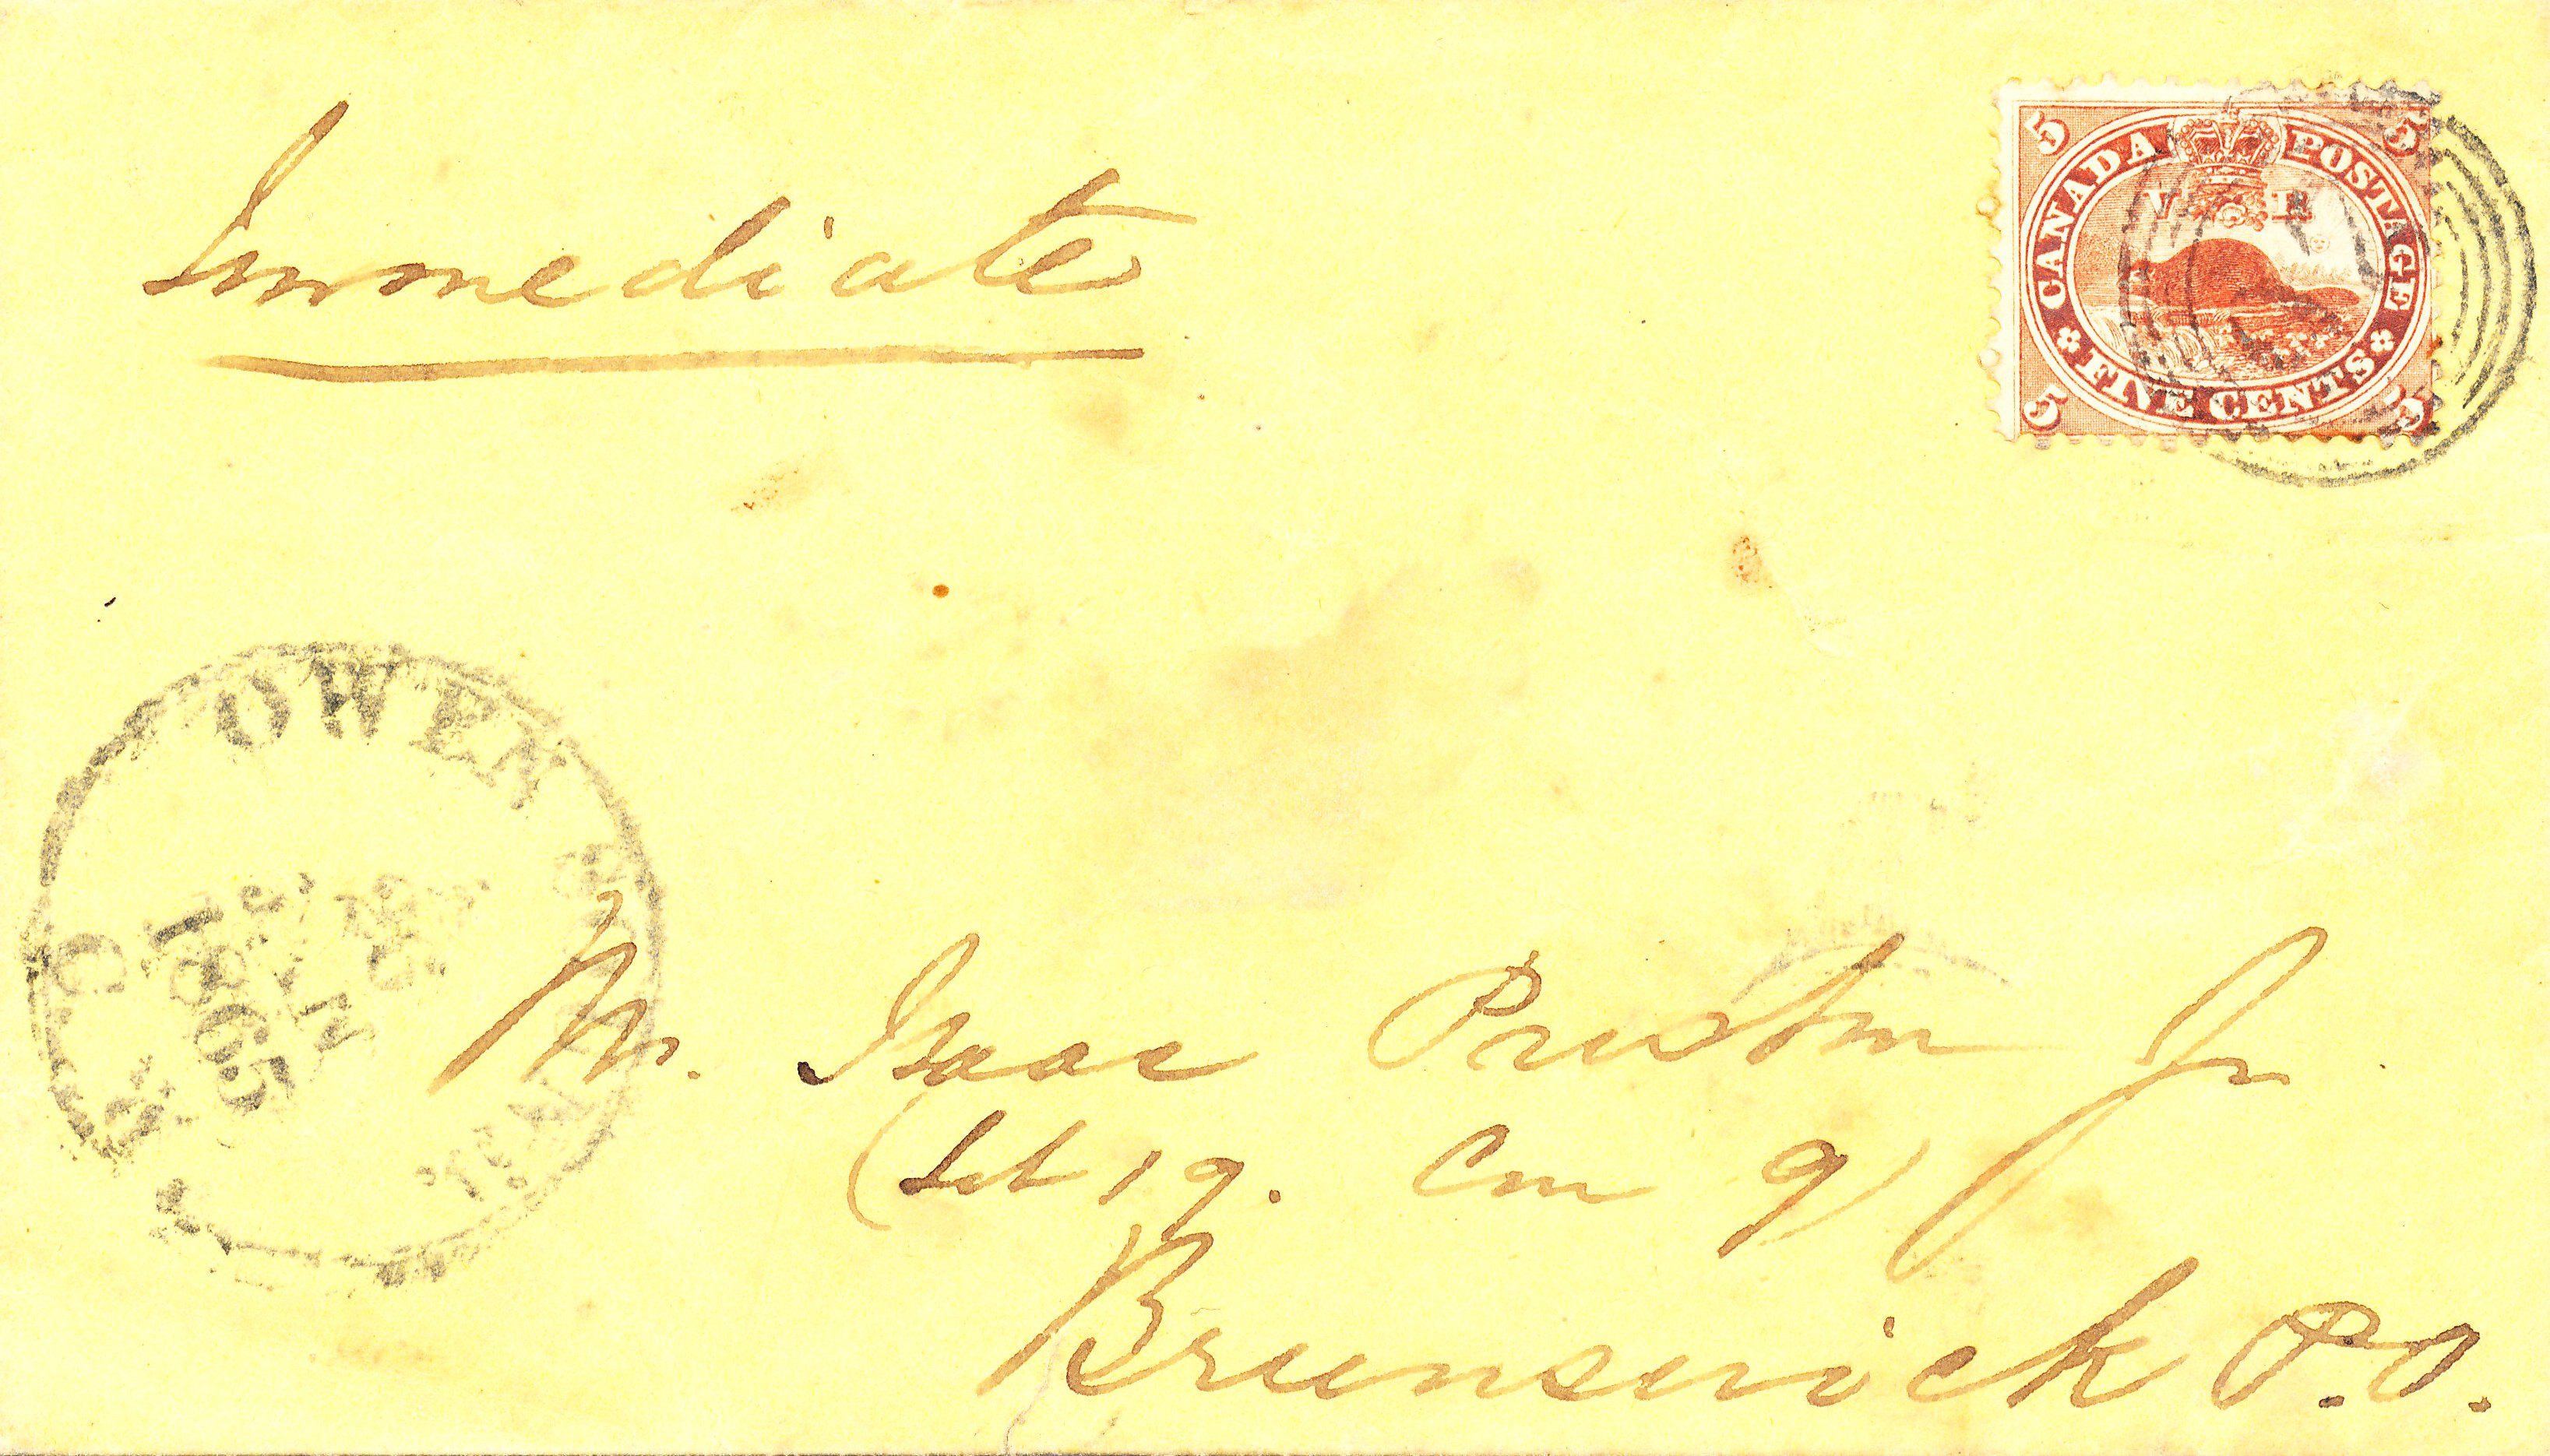 Immediate
5 5
CANADA POSTAGE
V R
FIVE CENTS
5 5
OWEN
1865
C.W.
Mr. Isaac Preston Jr
(Lot 19. Con 9)
Brunswick P.O.